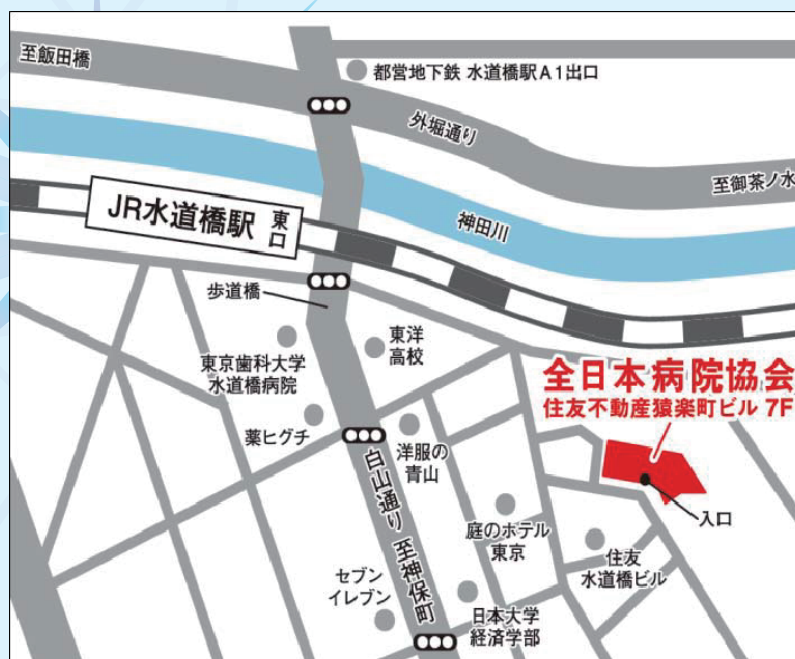 至飯田橋
都営地下鉄 水道橋駅A1出口
外堀通り
至御茶ノ水
JR水道橋駅
東口
神田川
歩道橋
東洋
高校
東京歯科大学
水道橋病院
全日本病院協会
住友不動産猿楽町ビル 7F
薬ヒグチ
洋服の
青山
白山通り 至神保町
入口
庭のホテル
東京
住友
水道橋ビル
セブン
イレブン
日本大学
経済学部